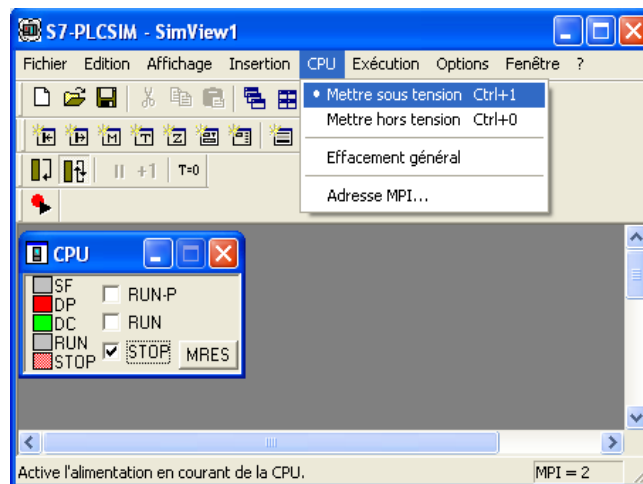 S7-PLCSIM - SimView1
Fichier Edition Affichage Insertion CPU Exécution Options Fenêtre ?
Mettre sous tension Ctrl+1
Mettre hors tension Ctrl+0
Effacement général
Adresse MPI...
+1 T=0
CPU
SF
DP
DC
RUN
STOP
RUN-P
RUN
STOP
MRES
Active l'alimentation en courant de la CPU.
MPI = 2